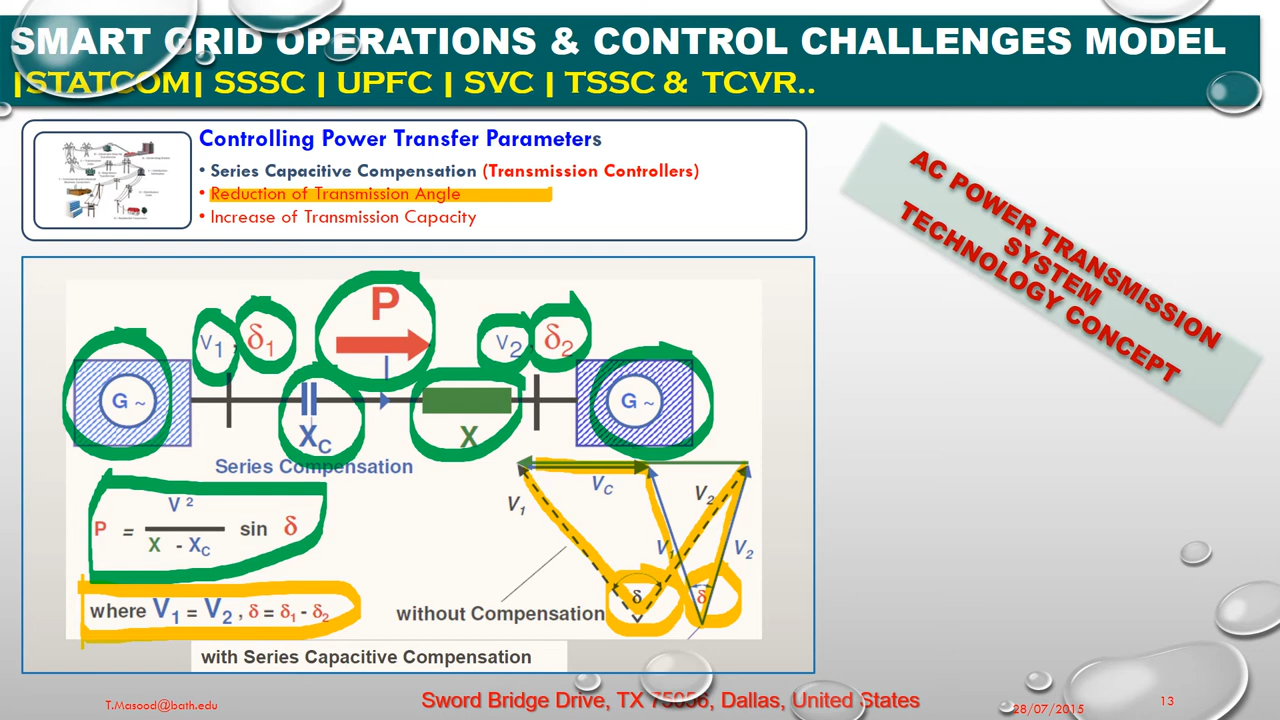 SMART GRID OPERATIONS & CONTROL CHALLENGES MODEL
|STATCOM| SSSC | UPFC | SVC | TSSC & TCVR..
Controlling Power Transfer Parameters
• Series Capacitive Compensation (Transmission Controllers)
• Reduction of Transmission Angle
• Increase of Transmission Capacity
AC POWER TRANSMISSION
SYSTEM
TECHNOLOGY CONCEPT
P
V1, δ1
V2, δ2
I
G ~
G ~
XC
X
Series Compensation
VC
V1
V2
V1
V2
δ
δ
P = V 2 / X - XC sin δ
where V1 = V2 , δ = δ1 - δ2
without Compensation
with Series Capacitive Compensation
T.Masood@bath.edu
Sword Bridge Drive, TX 75056, Dallas, United States
28/07/2015
13